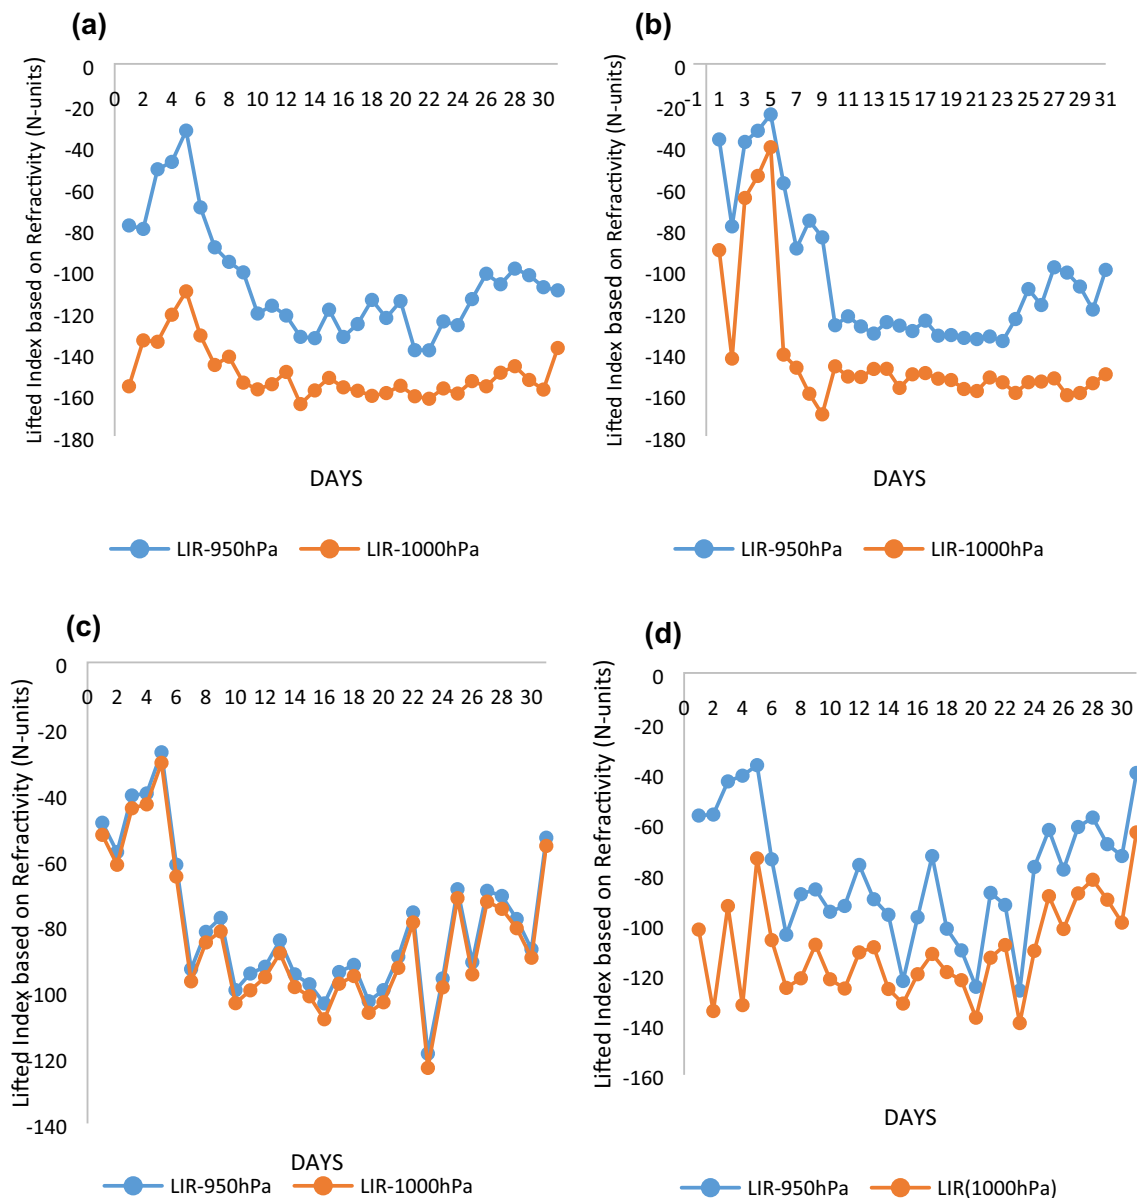 (a)
Lifted Index based on Refractivity (N-units)
0
-20
-40
-60
-80
-100
-120
-140
-160
-180
0 2 4 6 8 10 12 14 16 18 20 22 24 26 28 30
DAYS
LIR-950hPa LIR-1000hPa
(b)
Lifted Index based on Refractivity (N-units)
0
-20
-40
-60
-80
-100
-120
-140
-160
-180
-1 1 3 5 7 9 11 13 15 17 19 21 23 25 27 29 31
DAYS
LIR-950hPa LIR-1000hPa
(c)
Lifted Index based on Refractivity (N-units)
0
-20
-40
-60
-80
-100
-120
-140
0 2 4 6 8 10 12 14 16 18 20 22 24 26 28 30
DAYS
LIR-950hPa LIR-1000hPa
(d)
Lifted Index based on Refractivity (N-units)
0
-20
-40
-60
-80
-100
-120
-140
-160
0 2 4 6 8 10 12 14 16 18 20 22 24 26 28 30
DAYS
LIR-950hPa LIR(1000hPa)